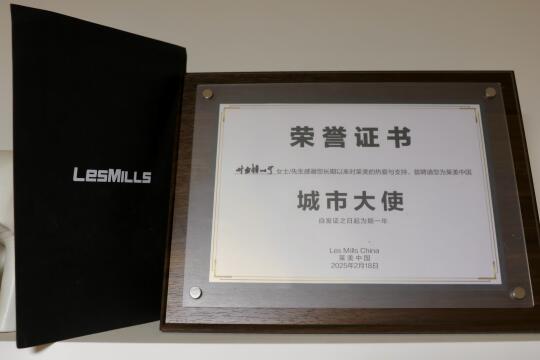 LESMILLS
荣誉证书
女士/先生感谢您长期以来对莱美的热爱与支持，兹聘请您为莱美中国
城市大使
自发证之日起为期一年
Les Mills China
莱美中国
2025年2月18日